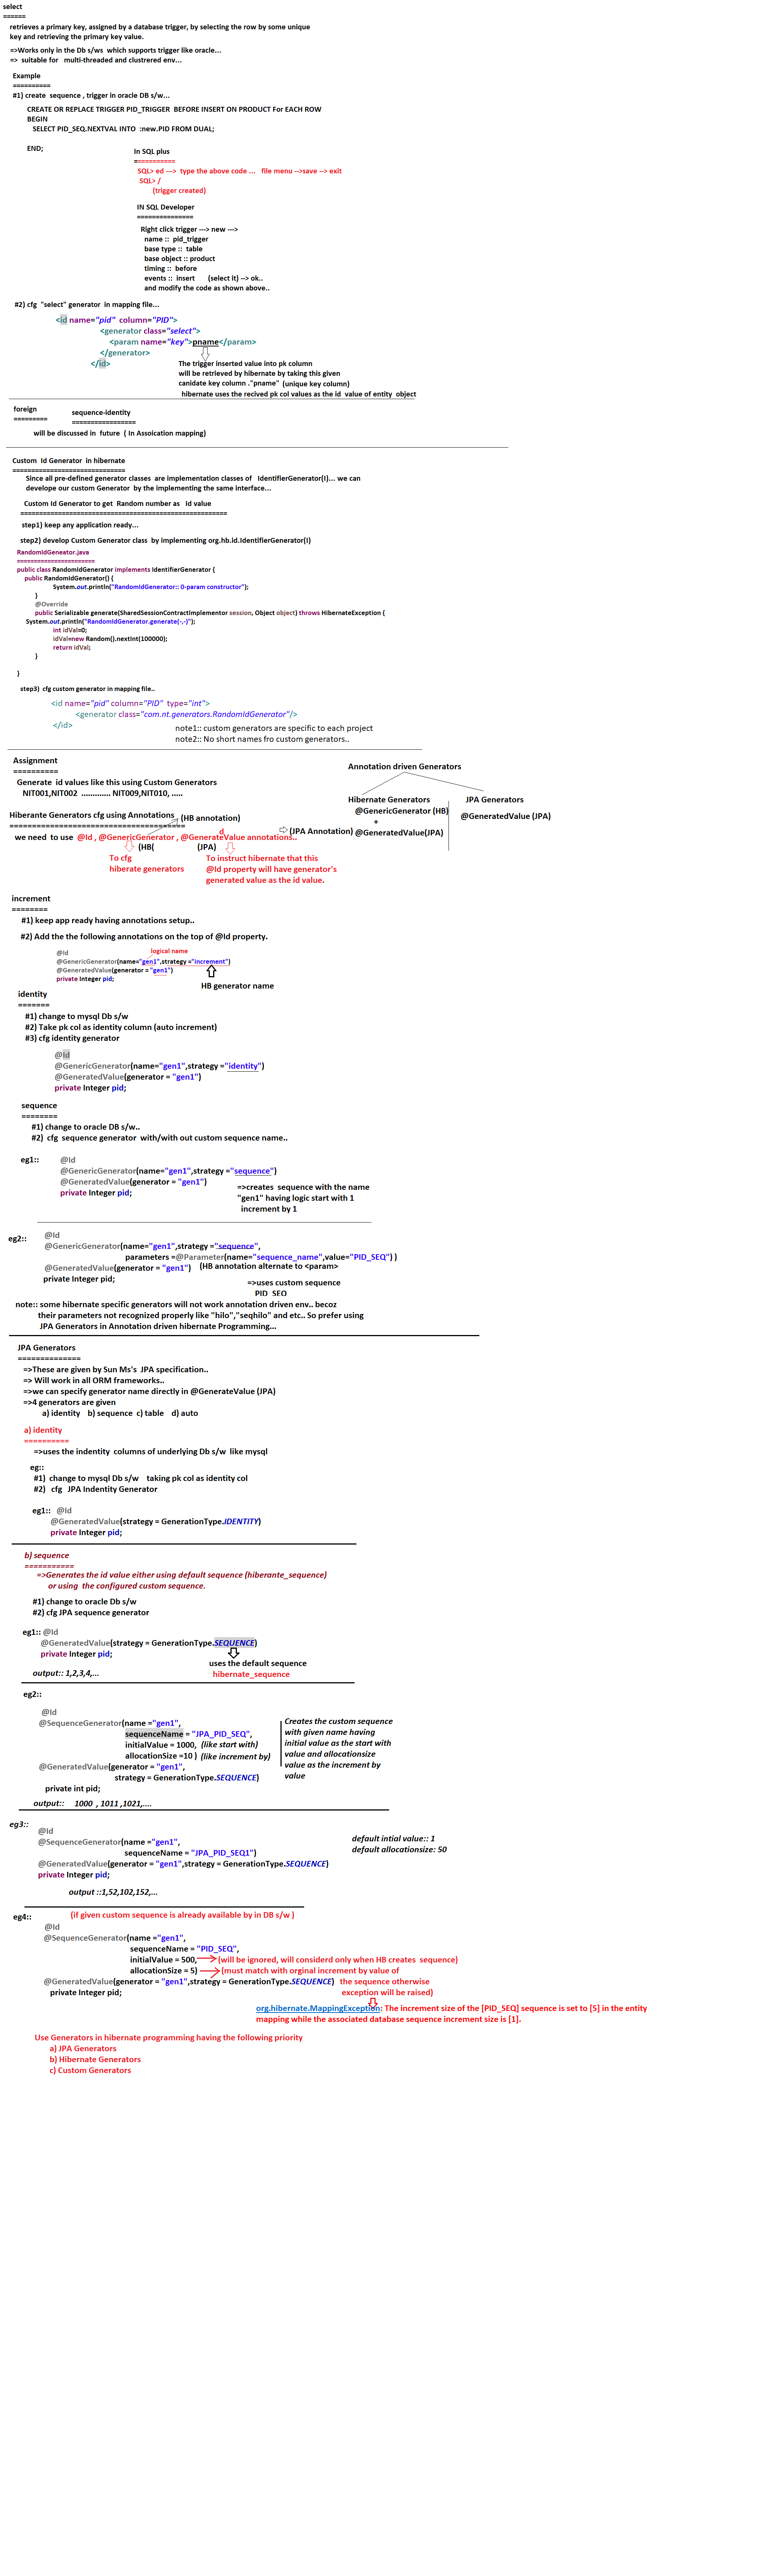 select
======
retrieves a primary key, assigned by a database trigger, by selecting the row by some unique
key and retrieving the primary key value.
=>Works only in the Db s/ws which supports trigger like oracle...
=> suitable for multi-threaded and clustrered env...
Example
==========
#1) create sequence , trigger in oracle DB s/w...
CREATE OR REPLACE TRIGGER PID_TRIGGER BEFORE INSERT ON PRODUCT For EACH ROW
BEGIN
SELECT PID_SEQ.NEXTVAL INTO :new.PID FROM DUAL;
END;
In SQL plus
===========
SQL> ed ---> type the above code ... file menu -->save --> exit
SQL> /
(trigger created)
IN SQL Developer
===============
Right click trigger ---> new --->
name :: pid_trigger
base type :: table
base object :: product
timing :: before
events :: insert (select it) --> ok..
and modify the code as shown above..
#2) cfg "select" generator in mapping file...
<id name="pid" column="PID">
<generator class="select">
<param name="key">pname</param>
</generator>
</id>
The trigger inserted value into pk column
will be retrieved by hibernate by taking this given
canidate key column ."pname" (unique key column)
hibernate uses the recived pk col values as the id value of entity object
foreign
=========
sequence-identity
=================
will be discussed in future ( In Assoication mapping)
Custom Id Generator in hibernate
==============================
Since all pre-defined generator classes are implementation classes of IdentifierGenerator(I)... we can
develope our custom Generator by the implementing the same interface...
Custom Id Generator to get Random number as Id value
=======================================================
step1) keep any application ready...
step2) develop Custom Generator class by implementing org.hb.id.IdentifierGenerator(I)
RandomIdGeneator.java
=======================
public class RandomIdGenerator implements IdentifierGenerator {
public RandomIdGenerator() {
System.out.println("RandomIdGenerator:: 0-param constructor");
}
@Override
public Serializable generate(SharedSessionContractImplementor session, Object object) throws HibernateException {
System.out.println("RandomIdGenerator.generate(-,-)");
int idVal=0;
idVal=new Random().nextInt(100000);
return idVal;
}
}
step3) cfg custom generator in mapping file..
<id name="pid" column="PID" type="int">
<generator class="com.nt.generators.RandomIdGenerator"/>
</id>
note1:: custom generators are specific to each project
note2:: No short names fro custom generators..
Assignment
==========
Generate id values like this using Custom Generators
NIT001,NIT002 ............. NIT009,NIT010, .....
Annotation driven Generators
Hibernate Generators
@GenericGenerator (HB)
+
@GeneratedValue(JPA)
JPA Generators
@GeneratedValue (JPA)
Hiberante Generators cfg using Annotations
=======================================
(HB annotation)
we need to use @Id , @GenericGenerator , @GenerateValue annotations..
d
(JPA Annotation)
(HB(
(JPA)
To cfg
hiberate generators
To instruct hibernate that this
@Id property will have generator's
generated value as the id value.
increment
========
#1) keep app ready having annotations setup..
#2) Add the the following annotations on the top of @Id property.
logical name
@Id
@GenericGenerator(name="gen1",strategy ="increment")
@GeneratedValue(generator = "gen1")
private Integer pid;
HB generator name
identity
=======
#1) change to mysql Db s/w
#2) Take pk col as identity column (auto increment)
#3) cfg identity generator
@Id
@GenericGenerator(name="gen1",strategy ="identity")
@GeneratedValue(generator = "gen1")
private Integer pid;
sequence
========
#1) change to oracle DB s/w..
#2) cfg sequence generator with/with out custom sequence name..
eg1:: @Id
@GenericGenerator(name="gen1",strategy ="sequence")
@GeneratedValue(generator = "gen1")
private Integer pid;
=>creates sequence with the name
"gen1" having logic start with 1
increment by 1
eg2::
@Id
@GenericGenerator(name="gen1",strategy ="sequence",
parameters =@Parameter(name="sequence_name",value="PID_SEQ") )
@GeneratedValue(generator = "gen1") (HB annotation alternate to <param>
private Integer pid;
=>uses custom sequence
PID_SEQ
note:: some hibernate specific generators will not work annotation driven env.. becoz
their parameters not recognized properly like "hilo","seqhilo" and etc.. So prefer using
JPA Generators in Annotation driven hibernate Programming...
JPA Generators
==============
=>These are given by Sun Ms's JPA specification..
=> Will work in all ORM frameworks..
=>we can specify generator name directly in @GenerateValue (JPA)
=>4 generators are given
a) identity b) sequence c) table d) auto
a) identity
==========
=>uses the indentity columns of underlying Db s/w like mysql
eg::
#1) change to mysql Db s/w taking pk col as identity col
#2) cfg JPA Indentity Generator
eg1:: @Id
@GeneratedValue(strategy = GenerationType.IDENTITY)
private Integer pid;
b) sequence
===========
=>Generates the id value either using default sequence (hiberante_sequence)
or using the configured custom sequence.
#1) change to oracle Db s/w
#2) cfg JPA sequence generator
eg1:: @Id
@GeneratedValue(strategy = GenerationType.SEQUENCE)
private Integer pid;
uses the default sequence
hibernate_sequence
output:: 1,2,3,4,...
eg2::
@Id
@SequenceGenerator(name ="gen1",
sequenceName = "JPA_PID_SEQ",
initialValue = 1000, (like start with)
allocationSize =10 ) (like increment by)
@GeneratedValue(generator = "gen1",
strategy = GenerationType.SEQUENCE)
private int pid;
Creates the custom sequence
with given name having
initial value as the start with
value and allocationsize
value as the increment by
value
output:: 1000 , 1011 ,1021,....
eg3::
@Id
@SequenceGenerator(name ="gen1",
sequenceName = "JPA_PID_SEQ1")
@GeneratedValue(generator = "gen1",strategy = GenerationType.SEQUENCE)
private Integer pid;
default intial value:: 1
default allocationsize: 50
output ::1,52,102,152,...
eg4::
(if given custom sequence is already available by in DB s/w )
@Id
@SequenceGenerator(name ="gen1",
sequenceName = "PID_SEQ",
initialValue = 500, (will be ignored, will considerd only when HB creates sequence)
allocationSize = 5) (must match with orginal increment by value of
@GeneratedValue(generator = "gen1",strategy = GenerationType.SEQUENCE) the sequence otherwise
private Integer pid; exception will be raised)
org.hibernate.MappingException: The increment size of the [PID_SEQ] sequence is set to [5] in the entity
mapping while the associated database sequence increment size is [1].
Use Generators in hibernate programming having the following priority
a) JPA Generators
b) Hibernate Generators
c) Custom Generators